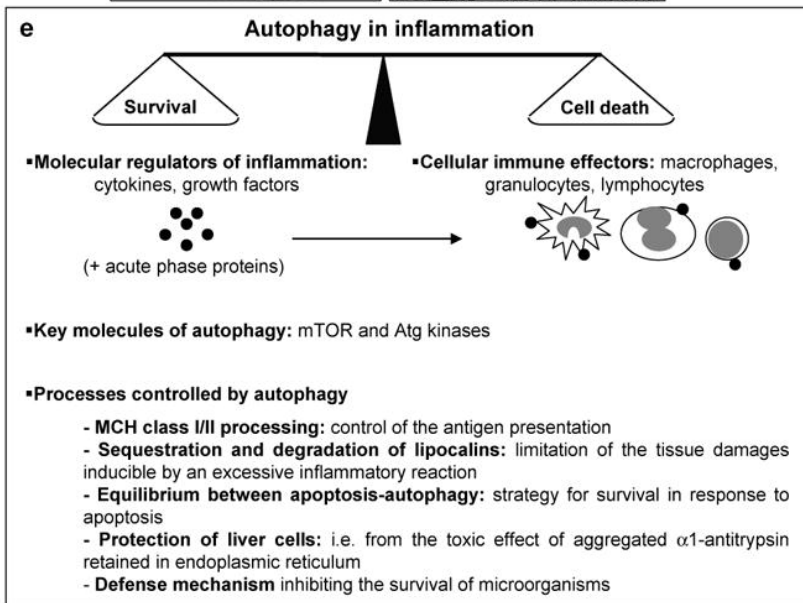 e
Autophagy in inflammation
Survival
Cell death
▪Molecular regulators of inflammation:
cytokines, growth factors
▪Cellular immune effectors: macrophages,
granulocytes, lymphocytes
(+ acute phase proteins)
▪Key molecules of autophagy: mTOR and Atg kinases
▪Processes controlled by autophagy
- MCH class I/II processing: control of the antigen presentation
- Sequestration and degradation of lipocalins: limitation of the tissue damages
inducible by an excessive inflammatory reaction
- Equilibrium between apoptosis-autophagy: strategy for survival in response to
apoptosis
- Protection of liver cells: i.e. from the toxic effect of aggregated α1-antitrypsin
retained in endoplasmic reticulum
- Defense mechanism inhibiting the survival of microorganisms